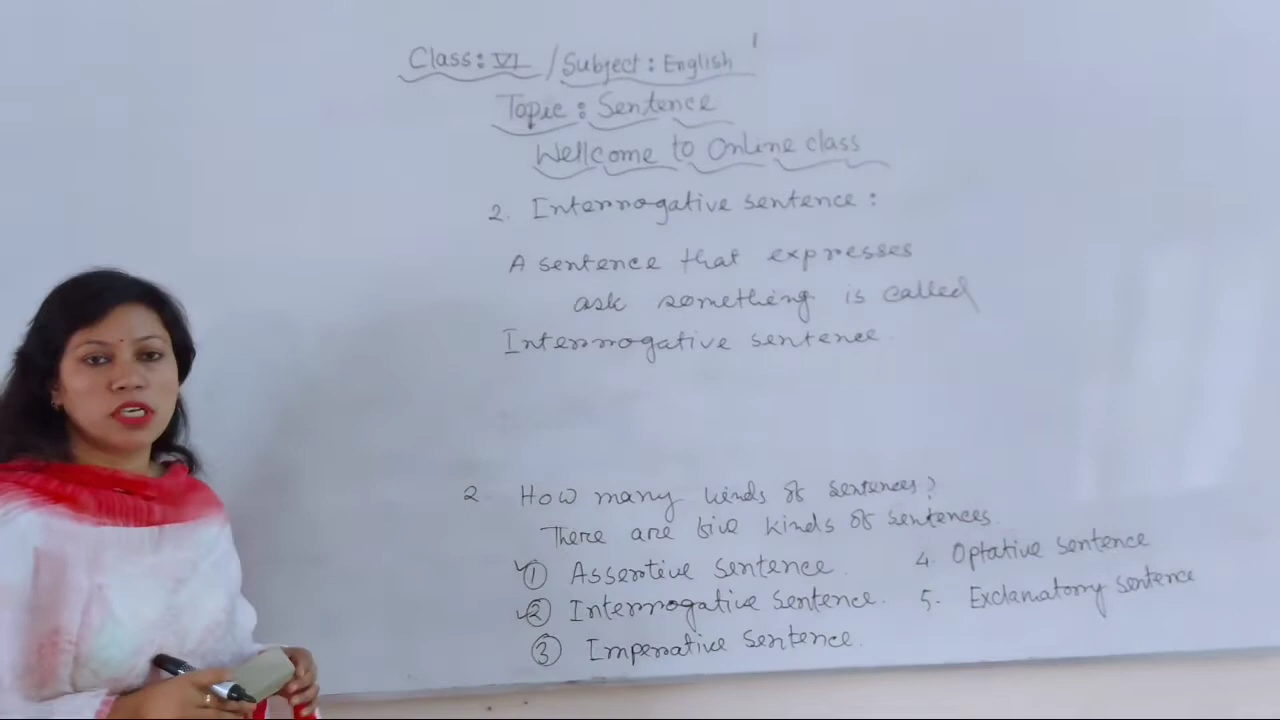 Class: VI / Subject: English
Topic: Sentence
Wellcome to Online class
2. Interrogative sentence:
A sentence that expresses
ask something is called
Interrogative sentence
2 How many kinds of sentences?
There are five kinds of sentences
① Assertive sentence.
② Interrogative sentence.
③ Imperative sentence.
4. Optative sentence
5. Exclamatory sentence